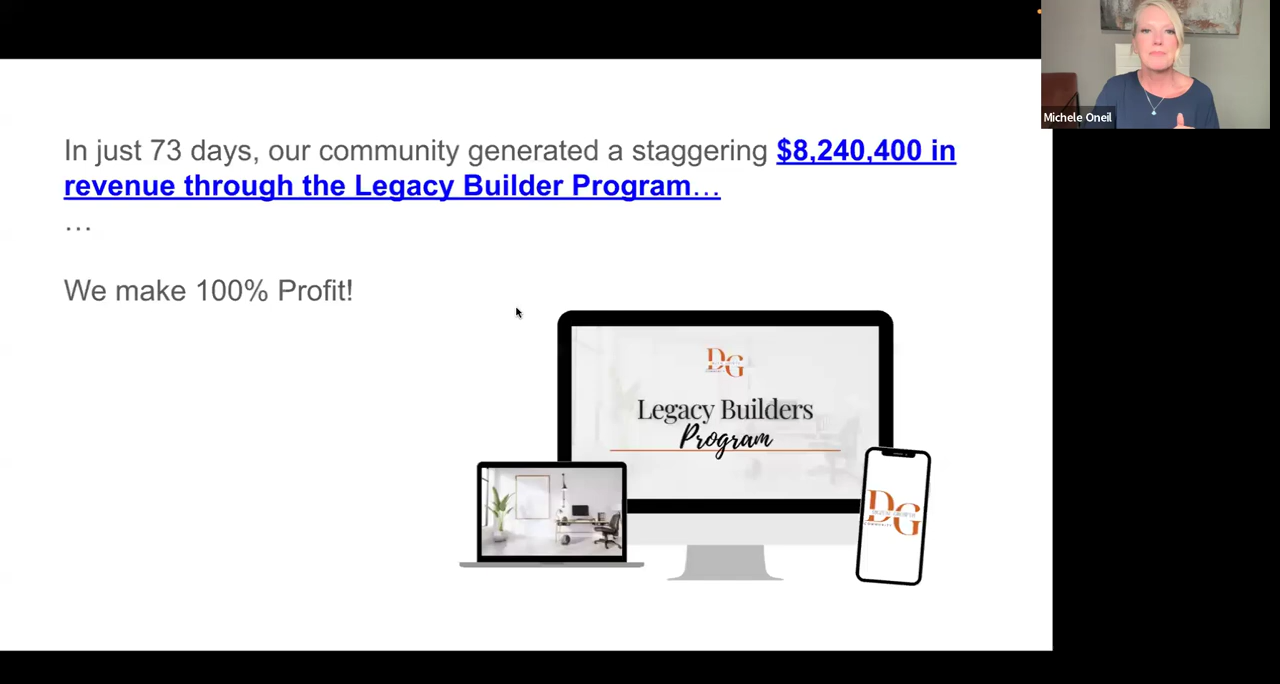 Michele Oneil
In just 73 days, our community generated a staggering $8,240,400 in
revenue through the Legacy Builder Program…
…
We make 100% Profit!
DG
Legacy Builders
Program
DG
COMMUNITY